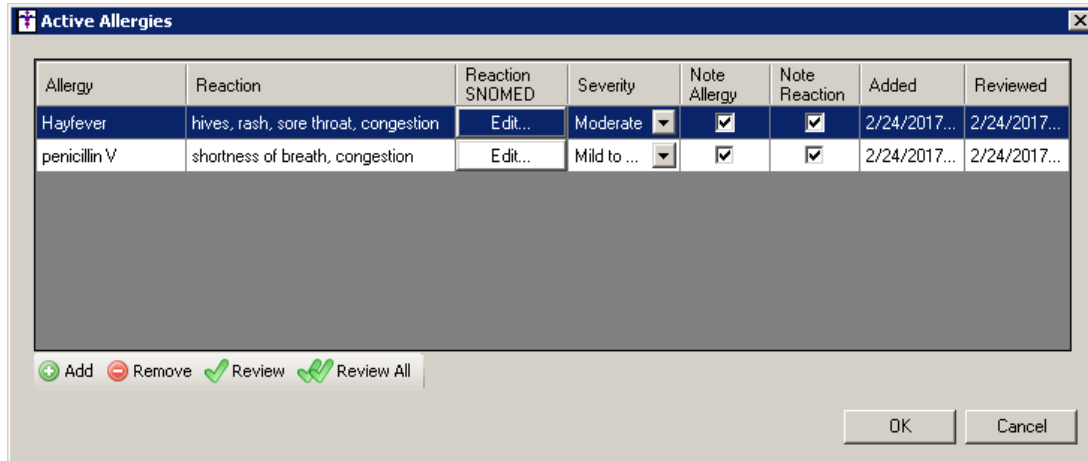 Active Allergies
Allergy Reaction Reaction SNOMED Severity Note Allergy Note Reaction Added Reviewed
Hayfever hives, rash, sore throat, congestion Edit... Moderate 2/24/2017... 2/24/2017...
penicillin V shortness of breath, congestion Edit... Mild to ... 2/24/2017... 2/24/2017...
Add Remove Review Review All
OK Cancel